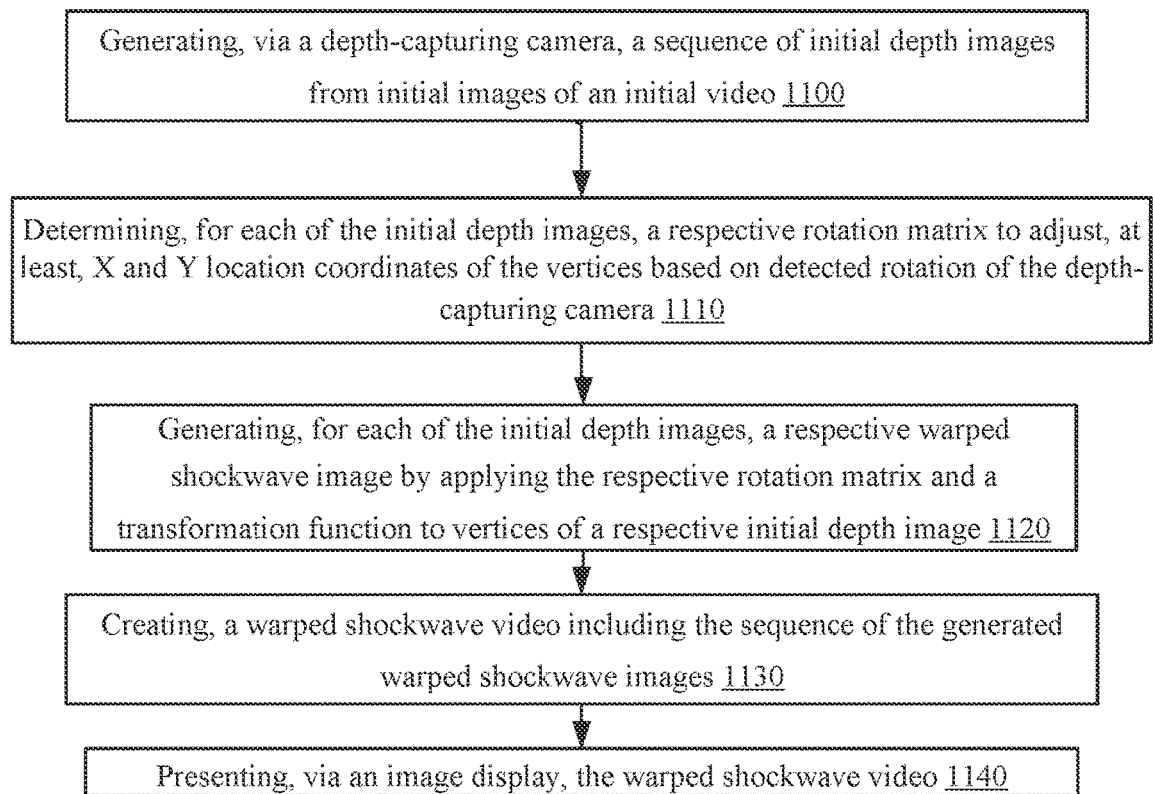 Generating, via a depth-capturing camera, a sequence of initial depth images
from initial images of an initial video 1100
Determining, for each of the initial depth images, a respective rotation matrix to adjust, at
least, X and Y location coordinates of the vertices based on detected rotation of the depth-
capturing camera 1110
Generating, for each of the initial depth images, a respective warped
shockwave image by applying the respective rotation matrix and a
transformation function to vertices of a respective initial depth image 1120
Creating, a warped shockwave video including the sequence of the generated
warped shockwave images 1130
Presenting, via an image display, the warped shockwave video 1140